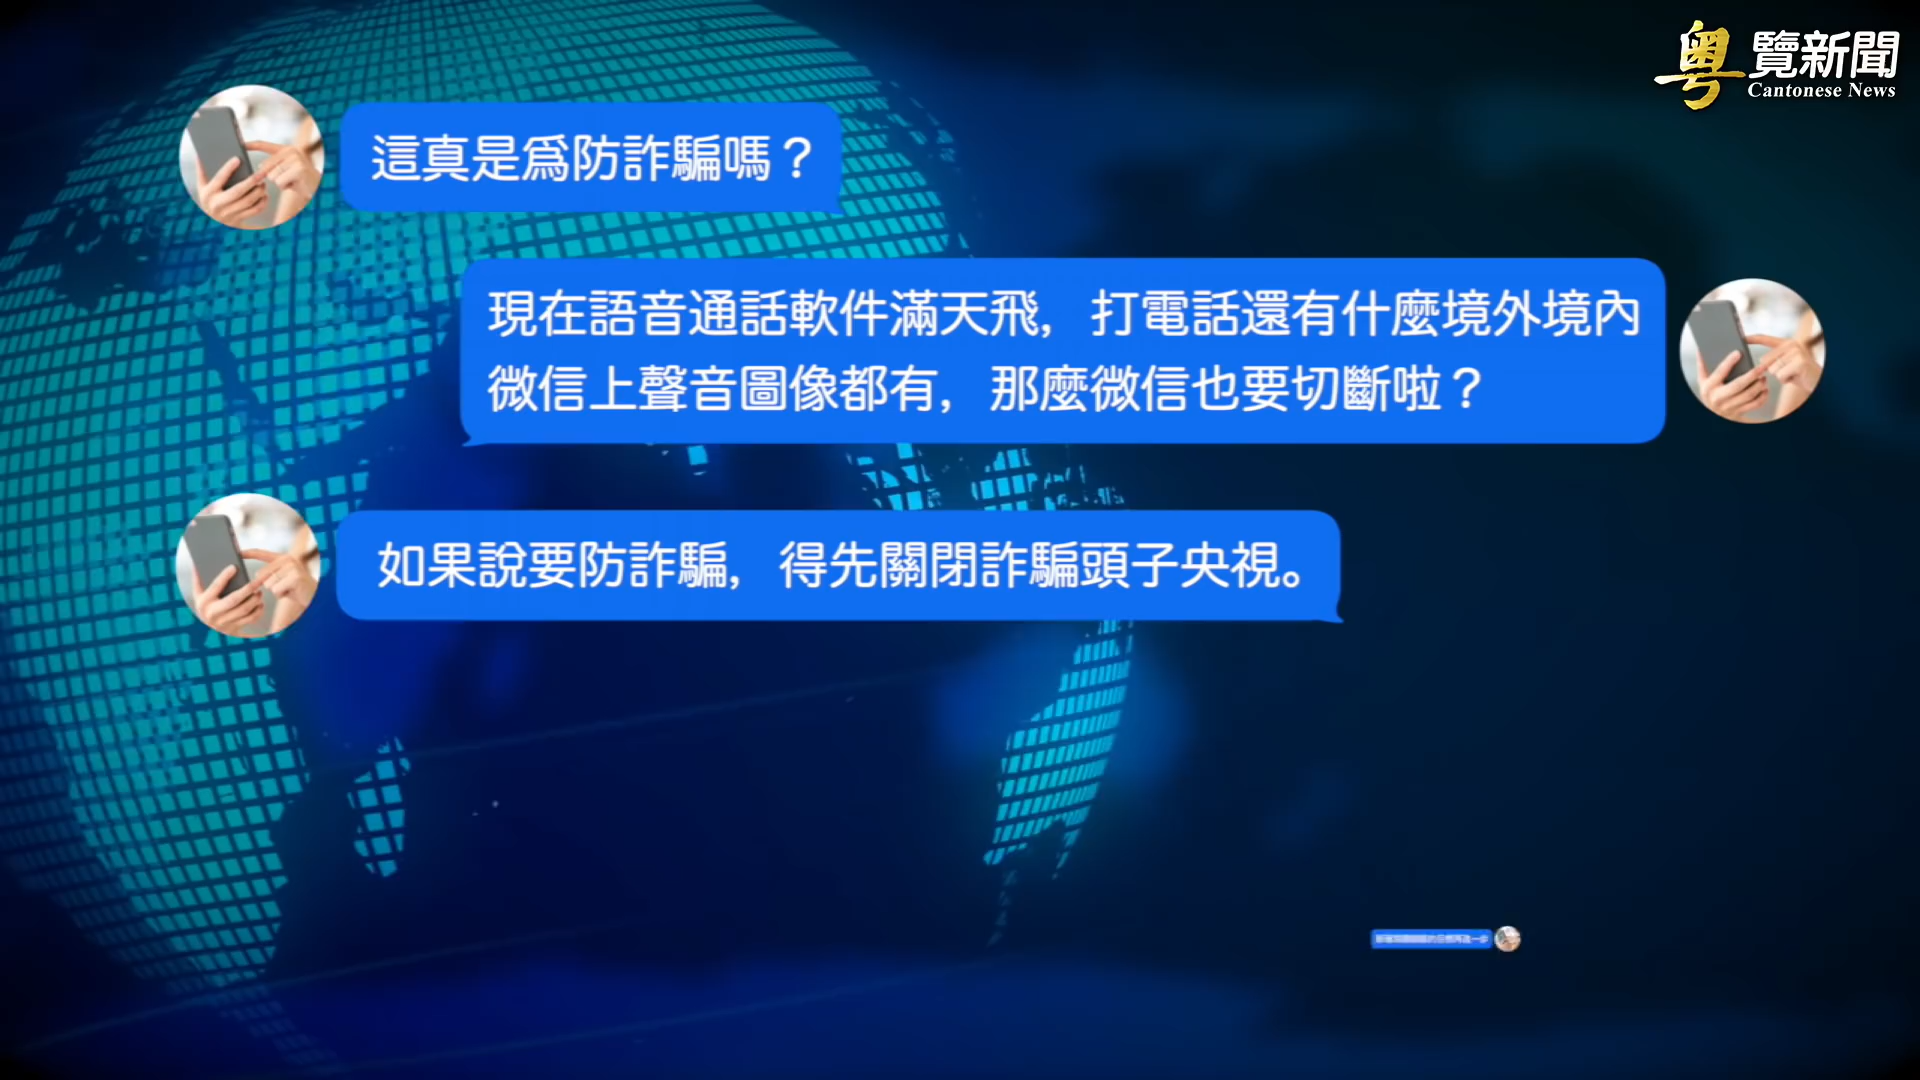 粤覽新聞
Cantonese News
這真是爲防詐騙嗎？
現在語音通話軟件滿天飛，打電話還有什麼境外境內
微信上聲音圖像都有，那麼微信也要切斷啦？
如果說要防詐騙，得先關閉詐騙頭子央視。